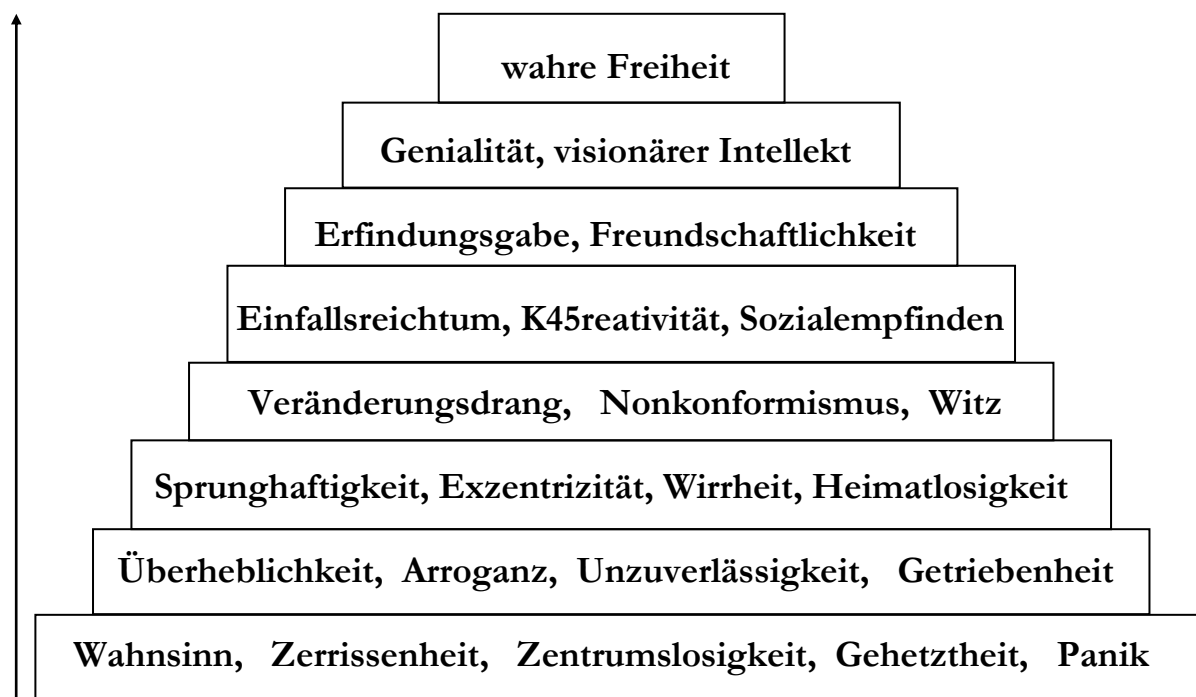 wahre Freiheit
Genialität, visionärer Intellekt
Erfindungsgabe, Freundschaftlichkeit
Einfallsreichtum, K45reativität, Sozialempfinden
Veränderungsdrang, Nonkonformismus, Witz
Sprunghaftigkeit, Exzentrizität, Wirrheit, Heimatlosigkeit
Überheblichkeit, Arroganz, Unzuverlässigkeit, Getriebenheit
Wahnsinn, Zerrissenheit, Zentrumslosigkeit, Gehetztheit, Panik